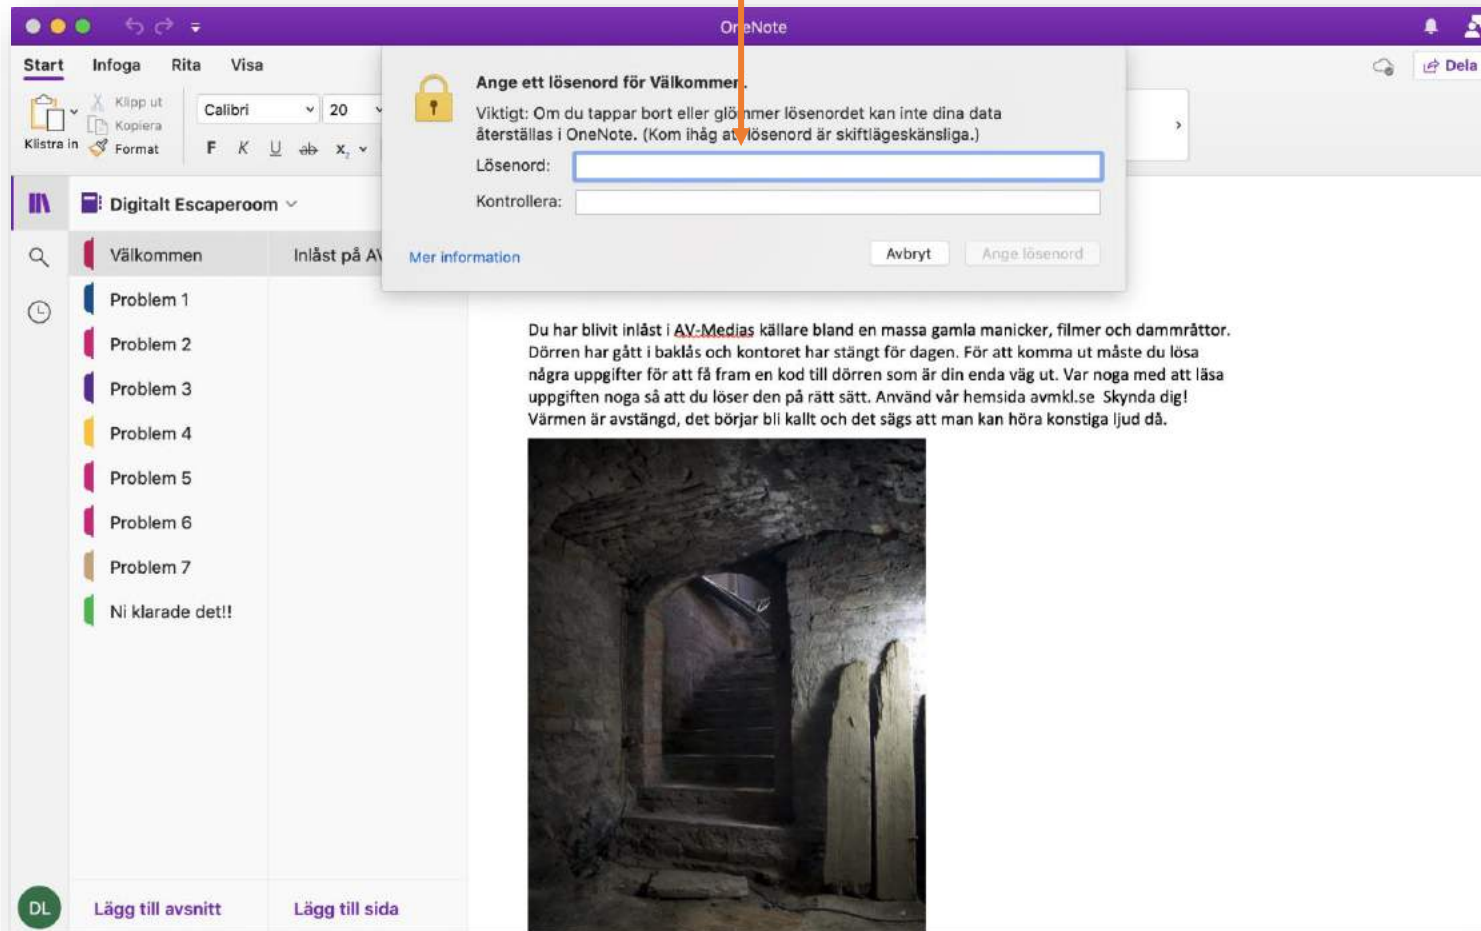 OneNote
Start Infoga Rita Visa
Dela
Klistra in
Klipp ut
Kopiera
Format
Calibri 20
F K U ab x₂
Ange ett lösenord för Välkommen.
Viktigt: Om du tappar bort eller glömmer lösenordet kan inte dina data
återställas i OneNote. (Kom ihåg att lösenord är skiftlägeskänsliga.)
Lösenord:
Kontrollera:
Mer information
Avbryt
Ange lösenord
Digitalt Escaperoom
Välkommen
Problem 1
Problem 2
Problem 3
Problem 4
Problem 5
Problem 6
Problem 7
Ni klarade det!!
Inlåst på
Du har blivit inlåst i AV-Medias källare bland en massa gamla manicker, filmer och dammråttor.
Dörren har gått i baklås och kontoret har stängt för dagen. För att komma ut måste du lösa
några uppgifter för att få fram en kod till dörren som är din enda väg ut. Var noga med att läsa
uppgiften noga så att du löser den på rätt sätt. Använd vår hemsida avmkl.se Skynda dig!
Värmen är avstängd, det börjar bli kallt och det sägs att man kan höra konstiga ljud då.
DL
Lägg till avsnitt
Lägg till sida